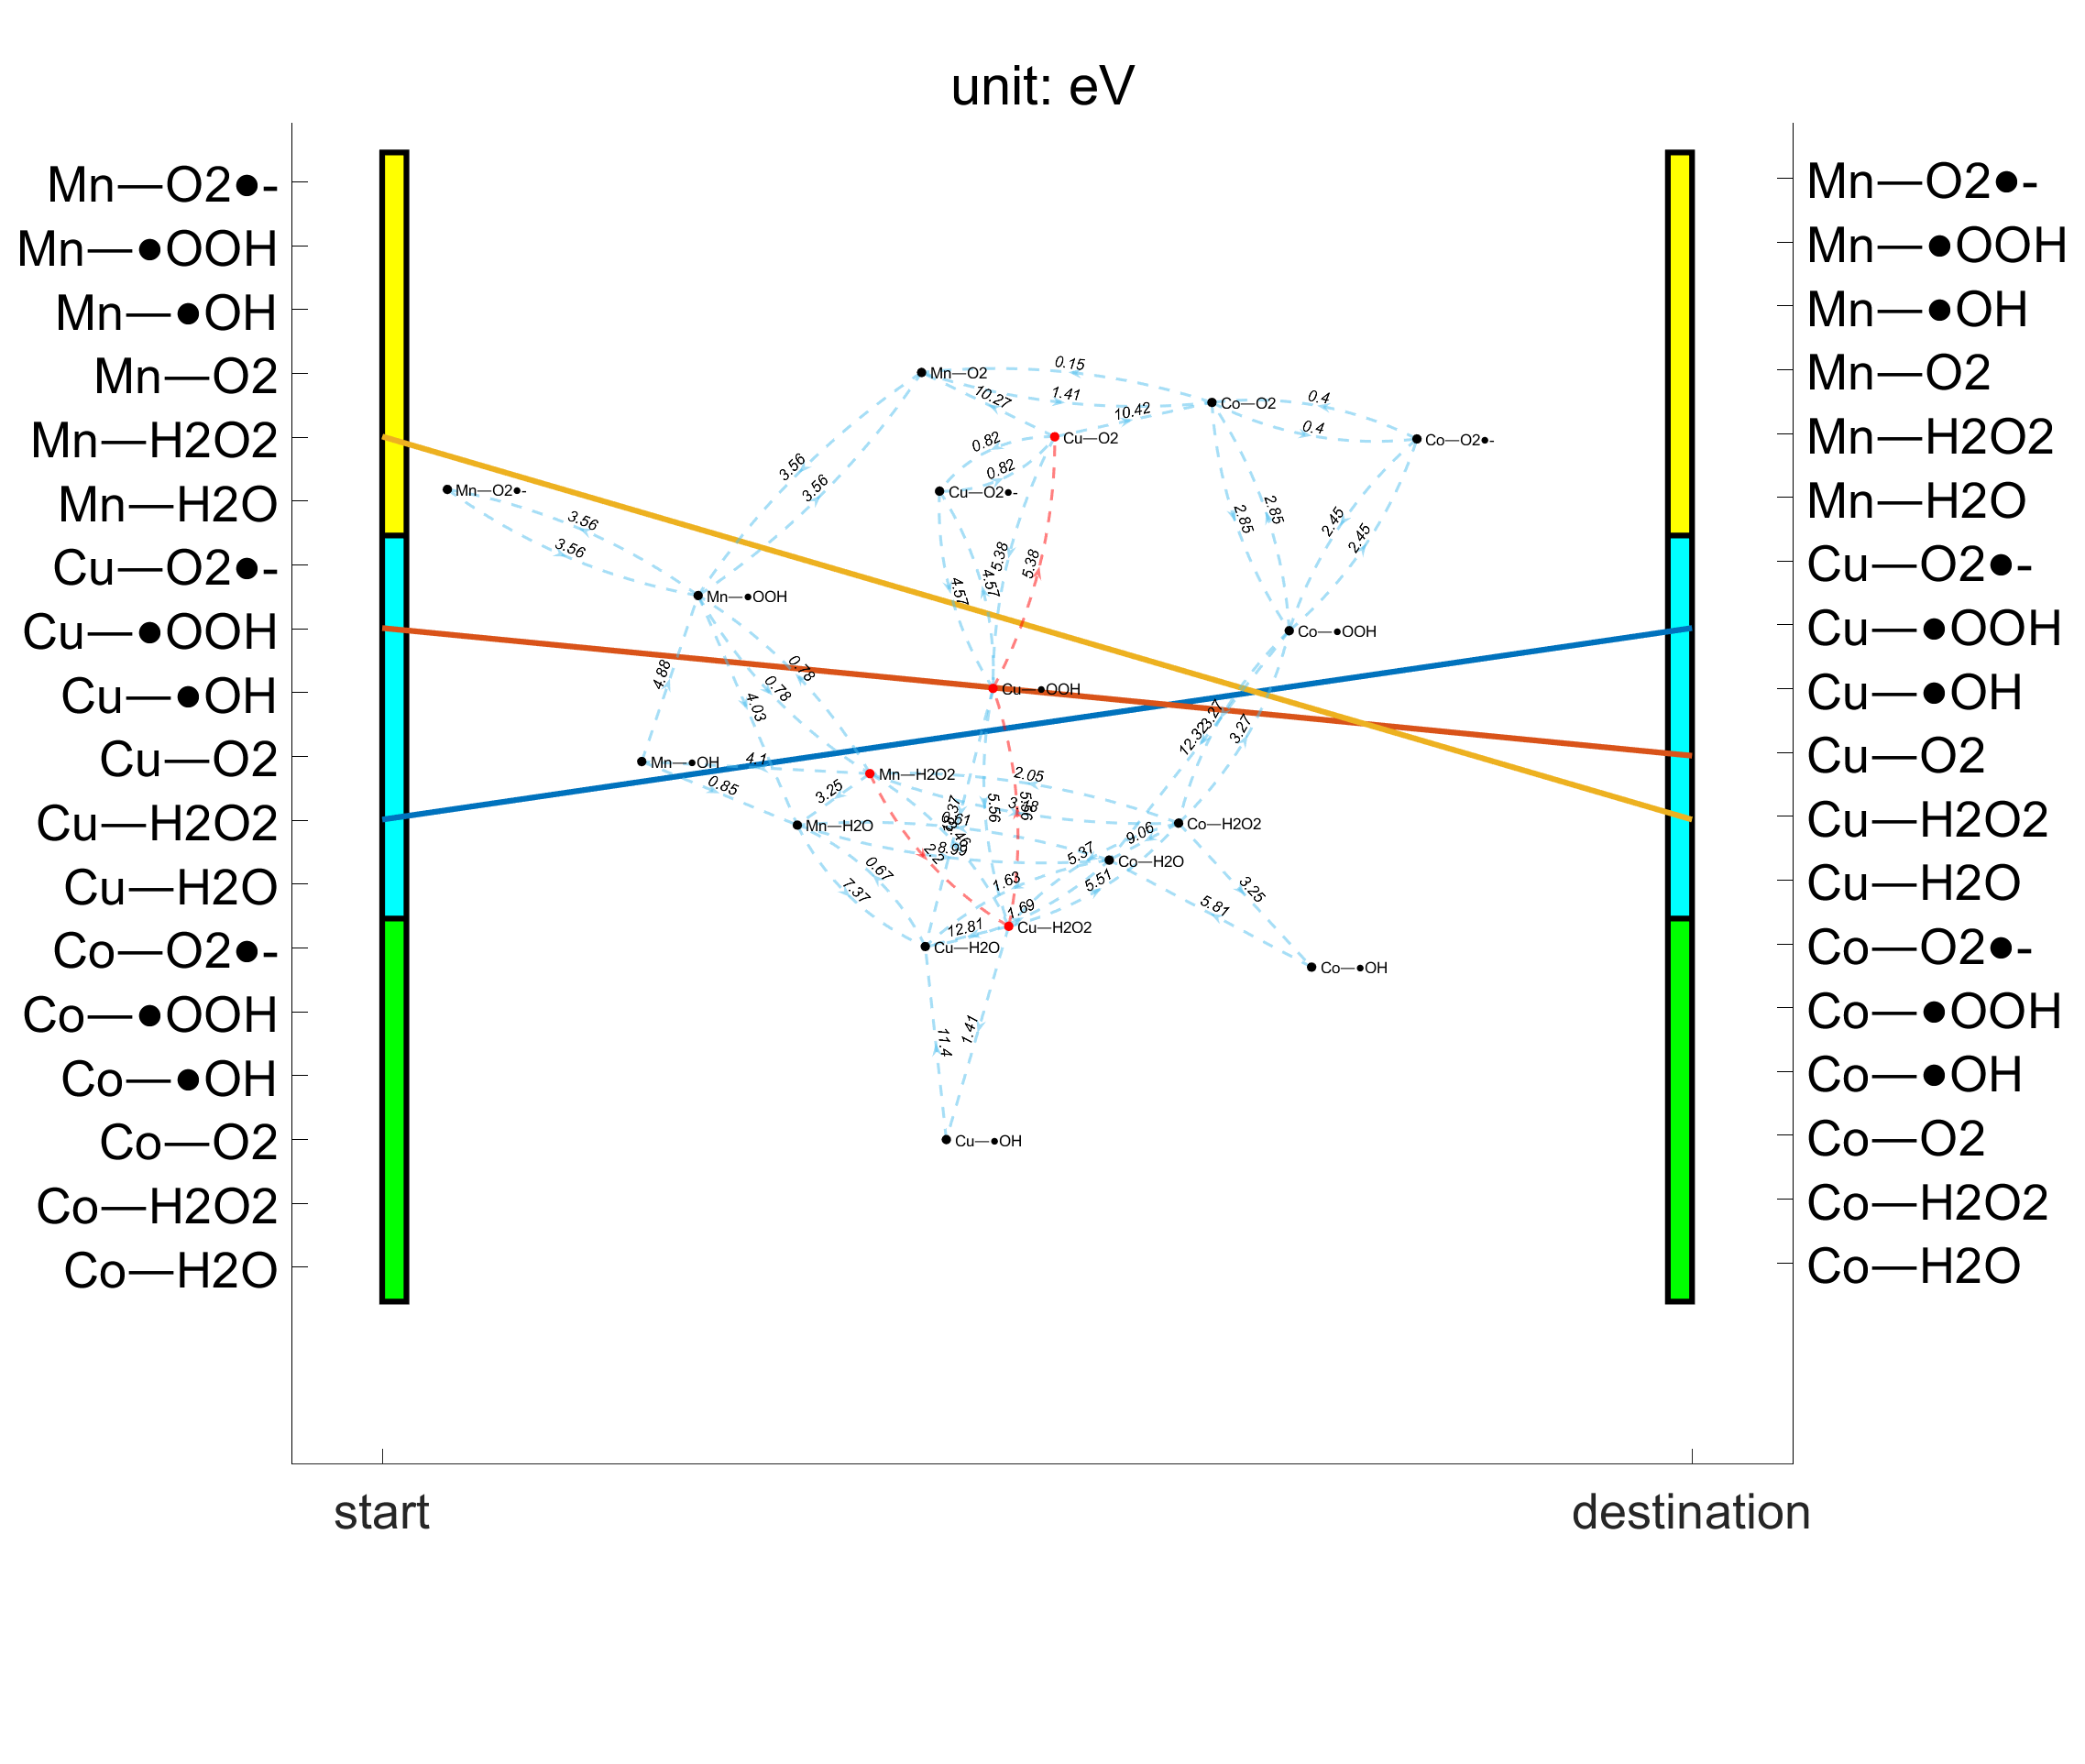 unit: eV
Mn—O2●-
Mn—●OOH
Mn—●OH
Mn—O2
Mn—H2O2
Mn—H2O
Cu—O2●-
Cu—●OOH
Cu—●OH
Cu—O2
Cu—H2O2
Cu—H2O
Co—O2●-
Co—●OOH
Co—●OH
Co—O2
Co—H2O2
Co—H2O
0.15
Mn—O2
10.27
1.41
10.42
Co—O2
0.4
0.4
Cu—O2
Co—O2●-
0.82
0.82
3.56
3.56
Mn—O2●-
Cu—O2●-
3.56
3.56
2.85
2.85
2.45
2.45
5.38
5.38
4.57
4.57
Mn—●OOH
Co—●OOH
4.88
0.78
0.78
4.03
Cu—●OOH
3.27
12.32
3.27
Mn—●OH
4.1
0.85
Mn—H2O2
2.05
3.25
5.56
5.56
6.61
Mn—H2O
Co—H2O2
9.06
8.99
2.2
5.37
Co—H2O
0.67
7.37
1.63
5.51
3.25
5.81
1.69
12.81
Cu—H2O2
Cu—H2O
Co—●OH
11.4
1.41
Cu—●OH
Mn—O2●-
Mn—●OOH
Mn—●OH
Mn—O2
Mn—H2O2
Mn—H2O
Cu—O2●-
Cu—●OOH
Cu—●OH
Cu—O2
Cu—H2O2
Cu—H2O
Co—O2●-
Co—●OOH
Co—●OH
Co—O2
Co—H2O2
Co—H2O
start
destination